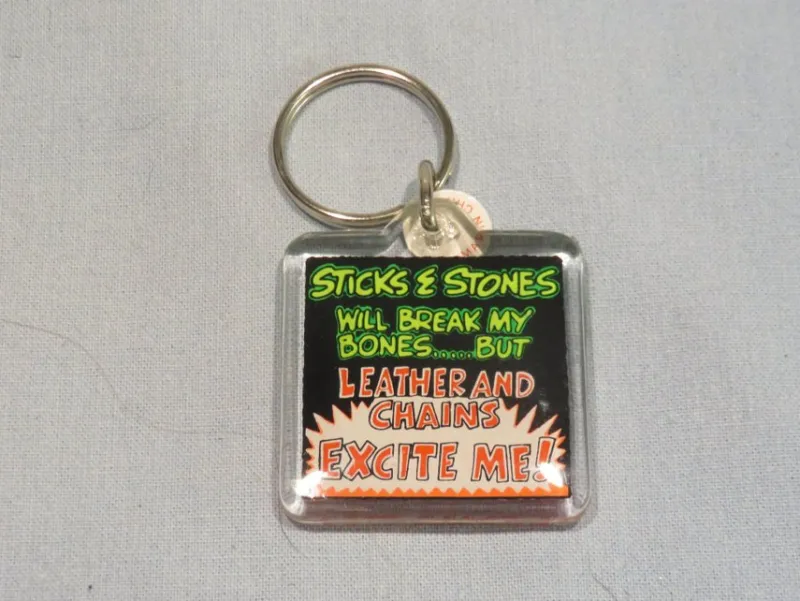 STICKS & STONES
WILL BREAK MY
BONES.....BUT
LEATHER AND
CHAINS
EXCITE ME!